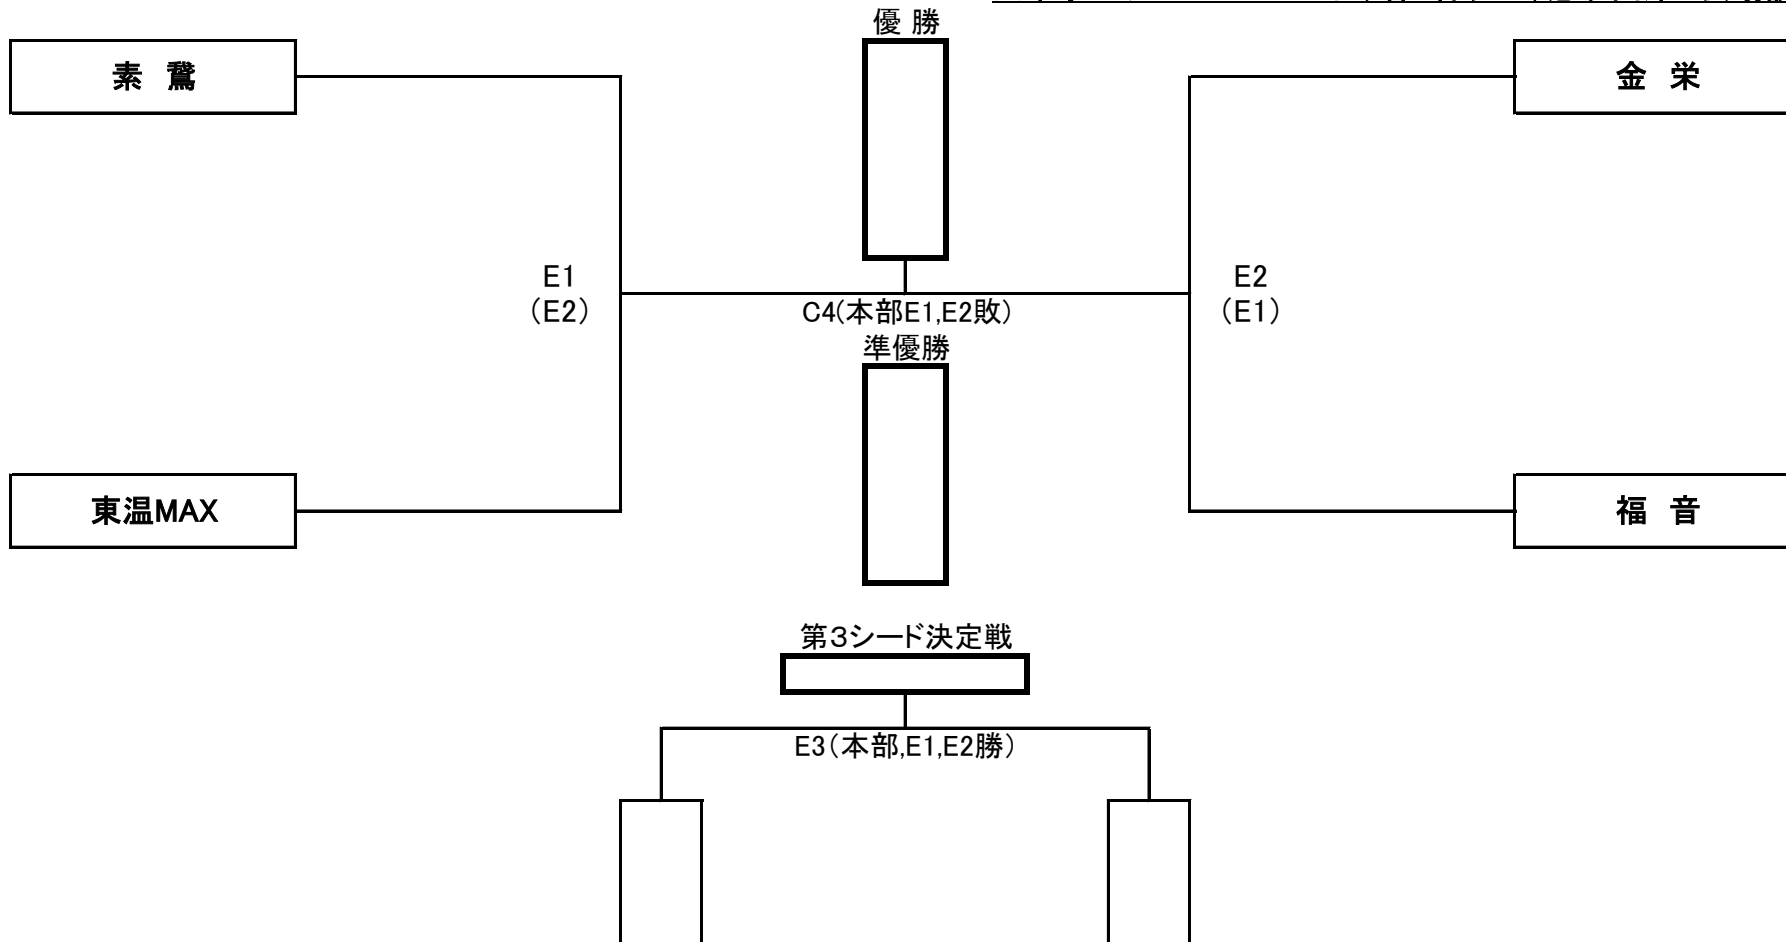 優 勝
素 鵞
金 栄
E1
（E2）
E2
（E1）
C4(本部E1,E2敗）
準優勝
東温MAX
福 音
第３シード決定戦
E3（本部,E1,E2勝）